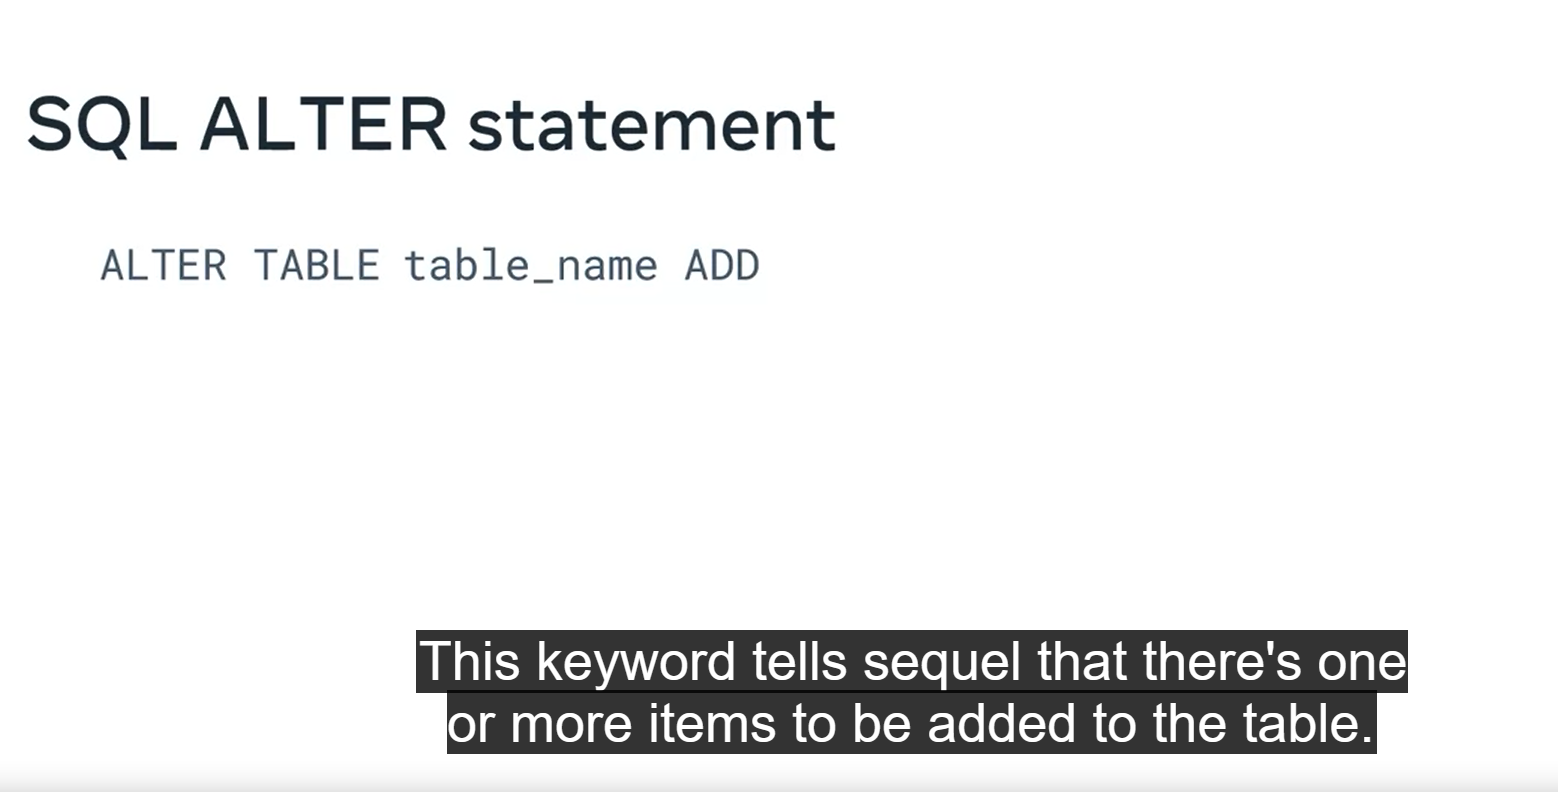 SQL ALTER statement
ALTER TABLE table_name ADD
This keyword tells sequel that there's one
or more items to be added to the table.